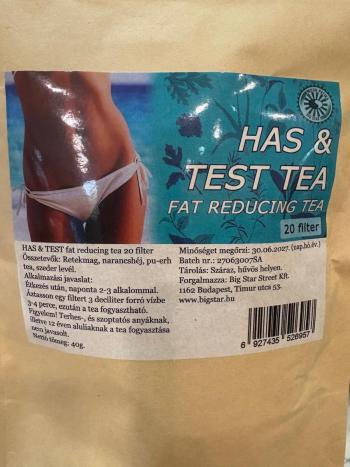 HAS &
TEST TEA
FAT REDUCING TEA
20 filter
HAS & TEST fat reducing tea 20 filter
Összetevők: Retekmag, narancshéj, pu-erh
tea, szeder levél.
Alkalmazási javaslat:
Étkezés után, naponta 2-3 alkalommal.
Áztasson egy filtert 3 deciliter forró vízbe
3-4 perce, ezután a tea fogyasztható.
Figyelem! Terhes-, és szoptatós anyáknak,
illetve 12 éven aluliaknak a tea fogyasztása
nem javasolt.
Nettó tömeg: 40g.
Minőséget megőrzi: 30.06.2027. (nap.hó.év.)
Batch nr.: 27063007SA
Tárolás: Száraz, hűvös helyen.
Forgalmazza: Big Star Street Kft.
1162 Budapest, Timur utca 53.
www.bigstar.hu
6 927435 526957